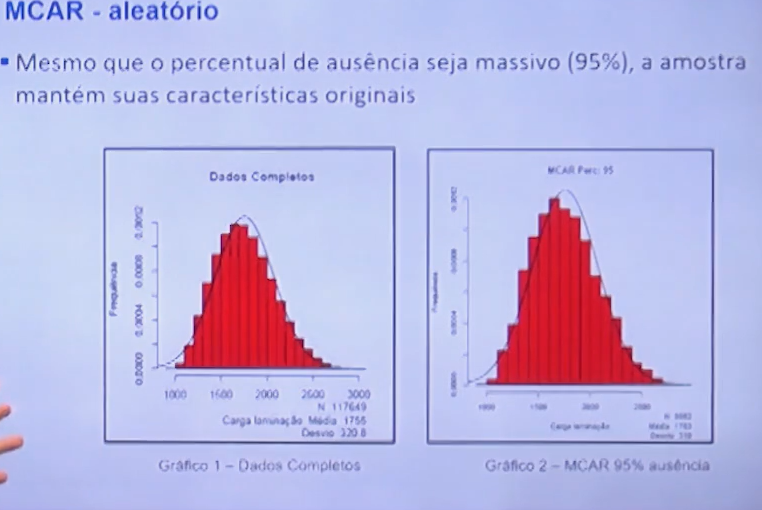 MCAR - aleatório
▪ Mesmo que o percentual de ausência seja massivo (95%), a amostra
mantém suas características originais
Dados Completos
Frequência
0.0000 0.0004 0.0008 0.0012
1000 1500 2000 2500 3000
N 117649
Carga laminação Média 1755
Desvio 320.8
Gráfico 1 – Dados Completos
MCAR Perc: 95
Frequência
0.0000 0.0004 0.0008 0.0012
1000 1500 2000 2500
Carga laminação
Média
Desvio
Gráfico 2 – MCAR 95% ausência